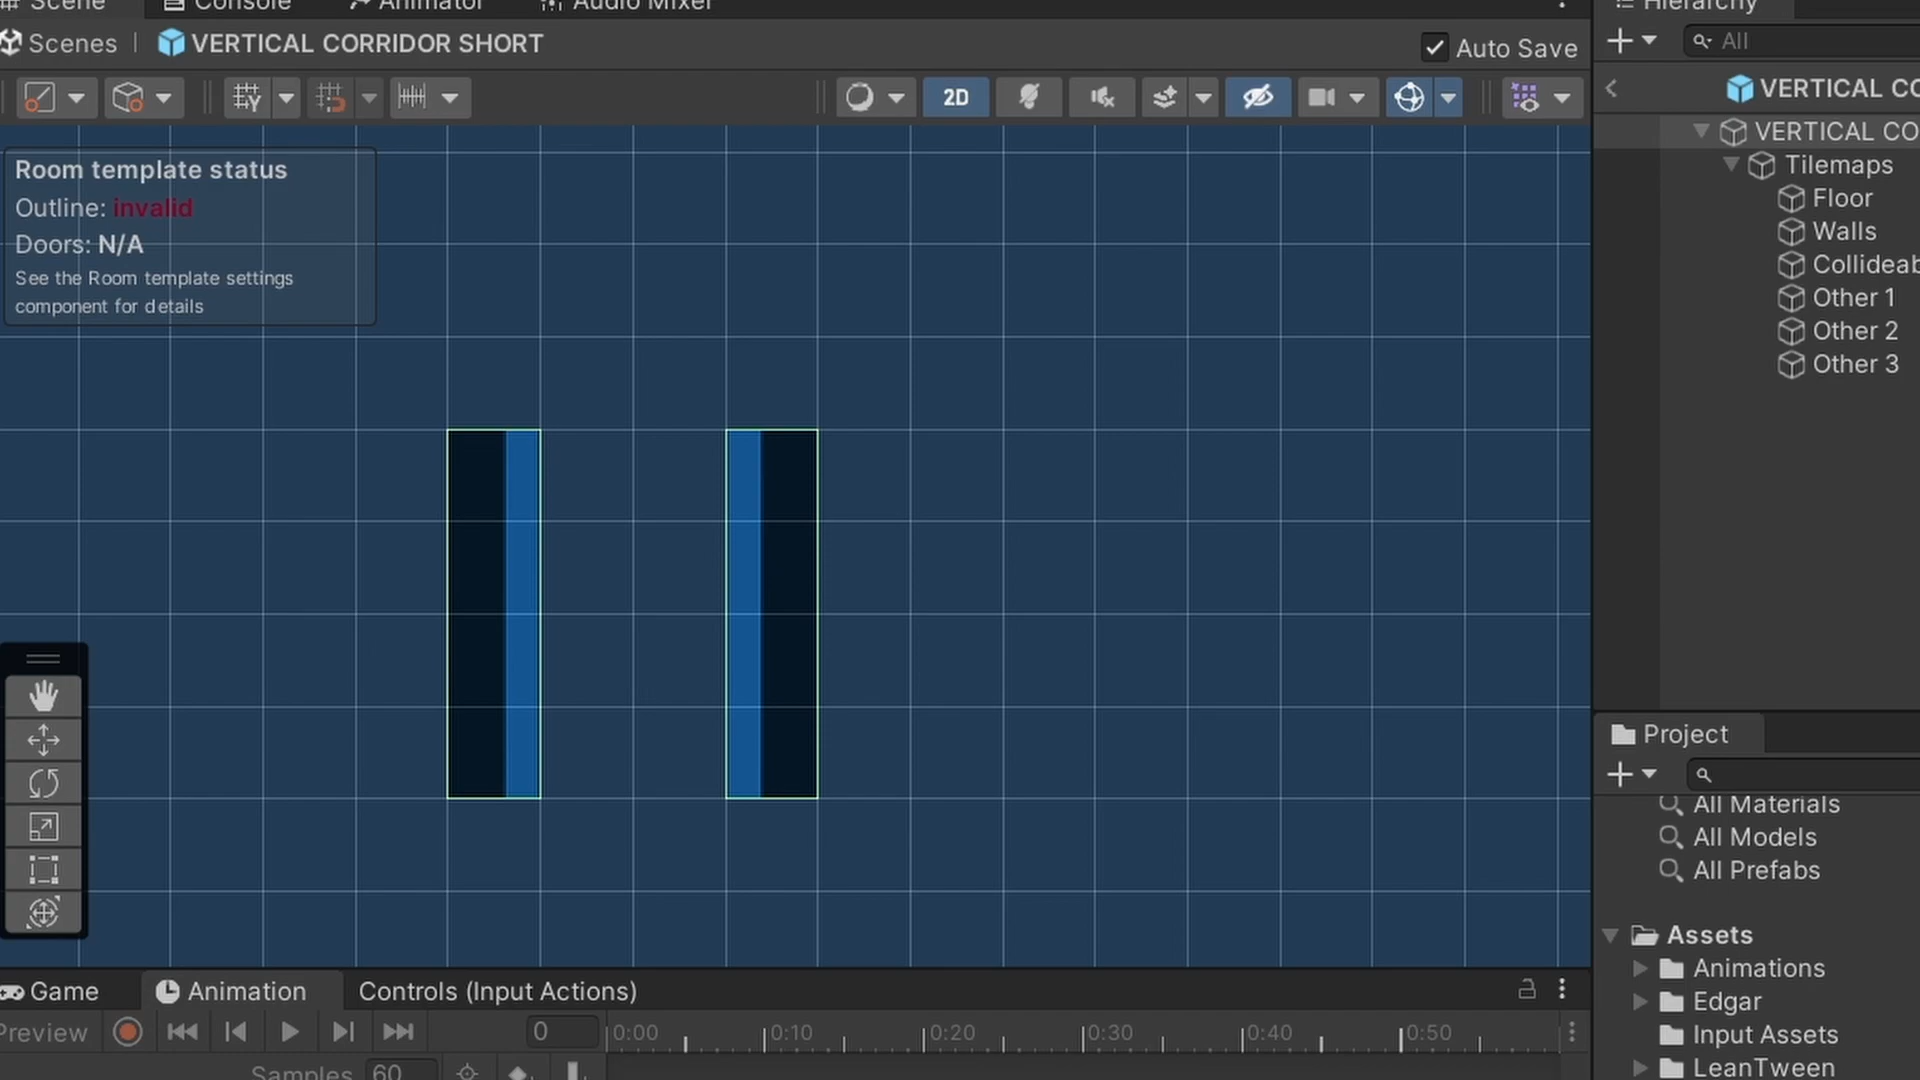 Scene
Console
Animator
Audio Mixer
Hierarchy
Scenes
VERTICAL CORRIDOR SHORT
Auto Save
All
2D
VERTICAL CO
VERTICAL CO
Tilemaps
Floor
Walls
Collideab
Other 1
Other 2
Other 3
Room template status
Outline: invalid
Doors: N/A
See the Room template settings
component for details
Project
All Materials
All Models
All Prefabs
Assets
Animations
Edgar
Input Assets
LeanTween
Game
Animation
Controls (Input Actions)
Preview
0
0:00
0:10
0:20
0:30
0:40
0:50
Samples
60